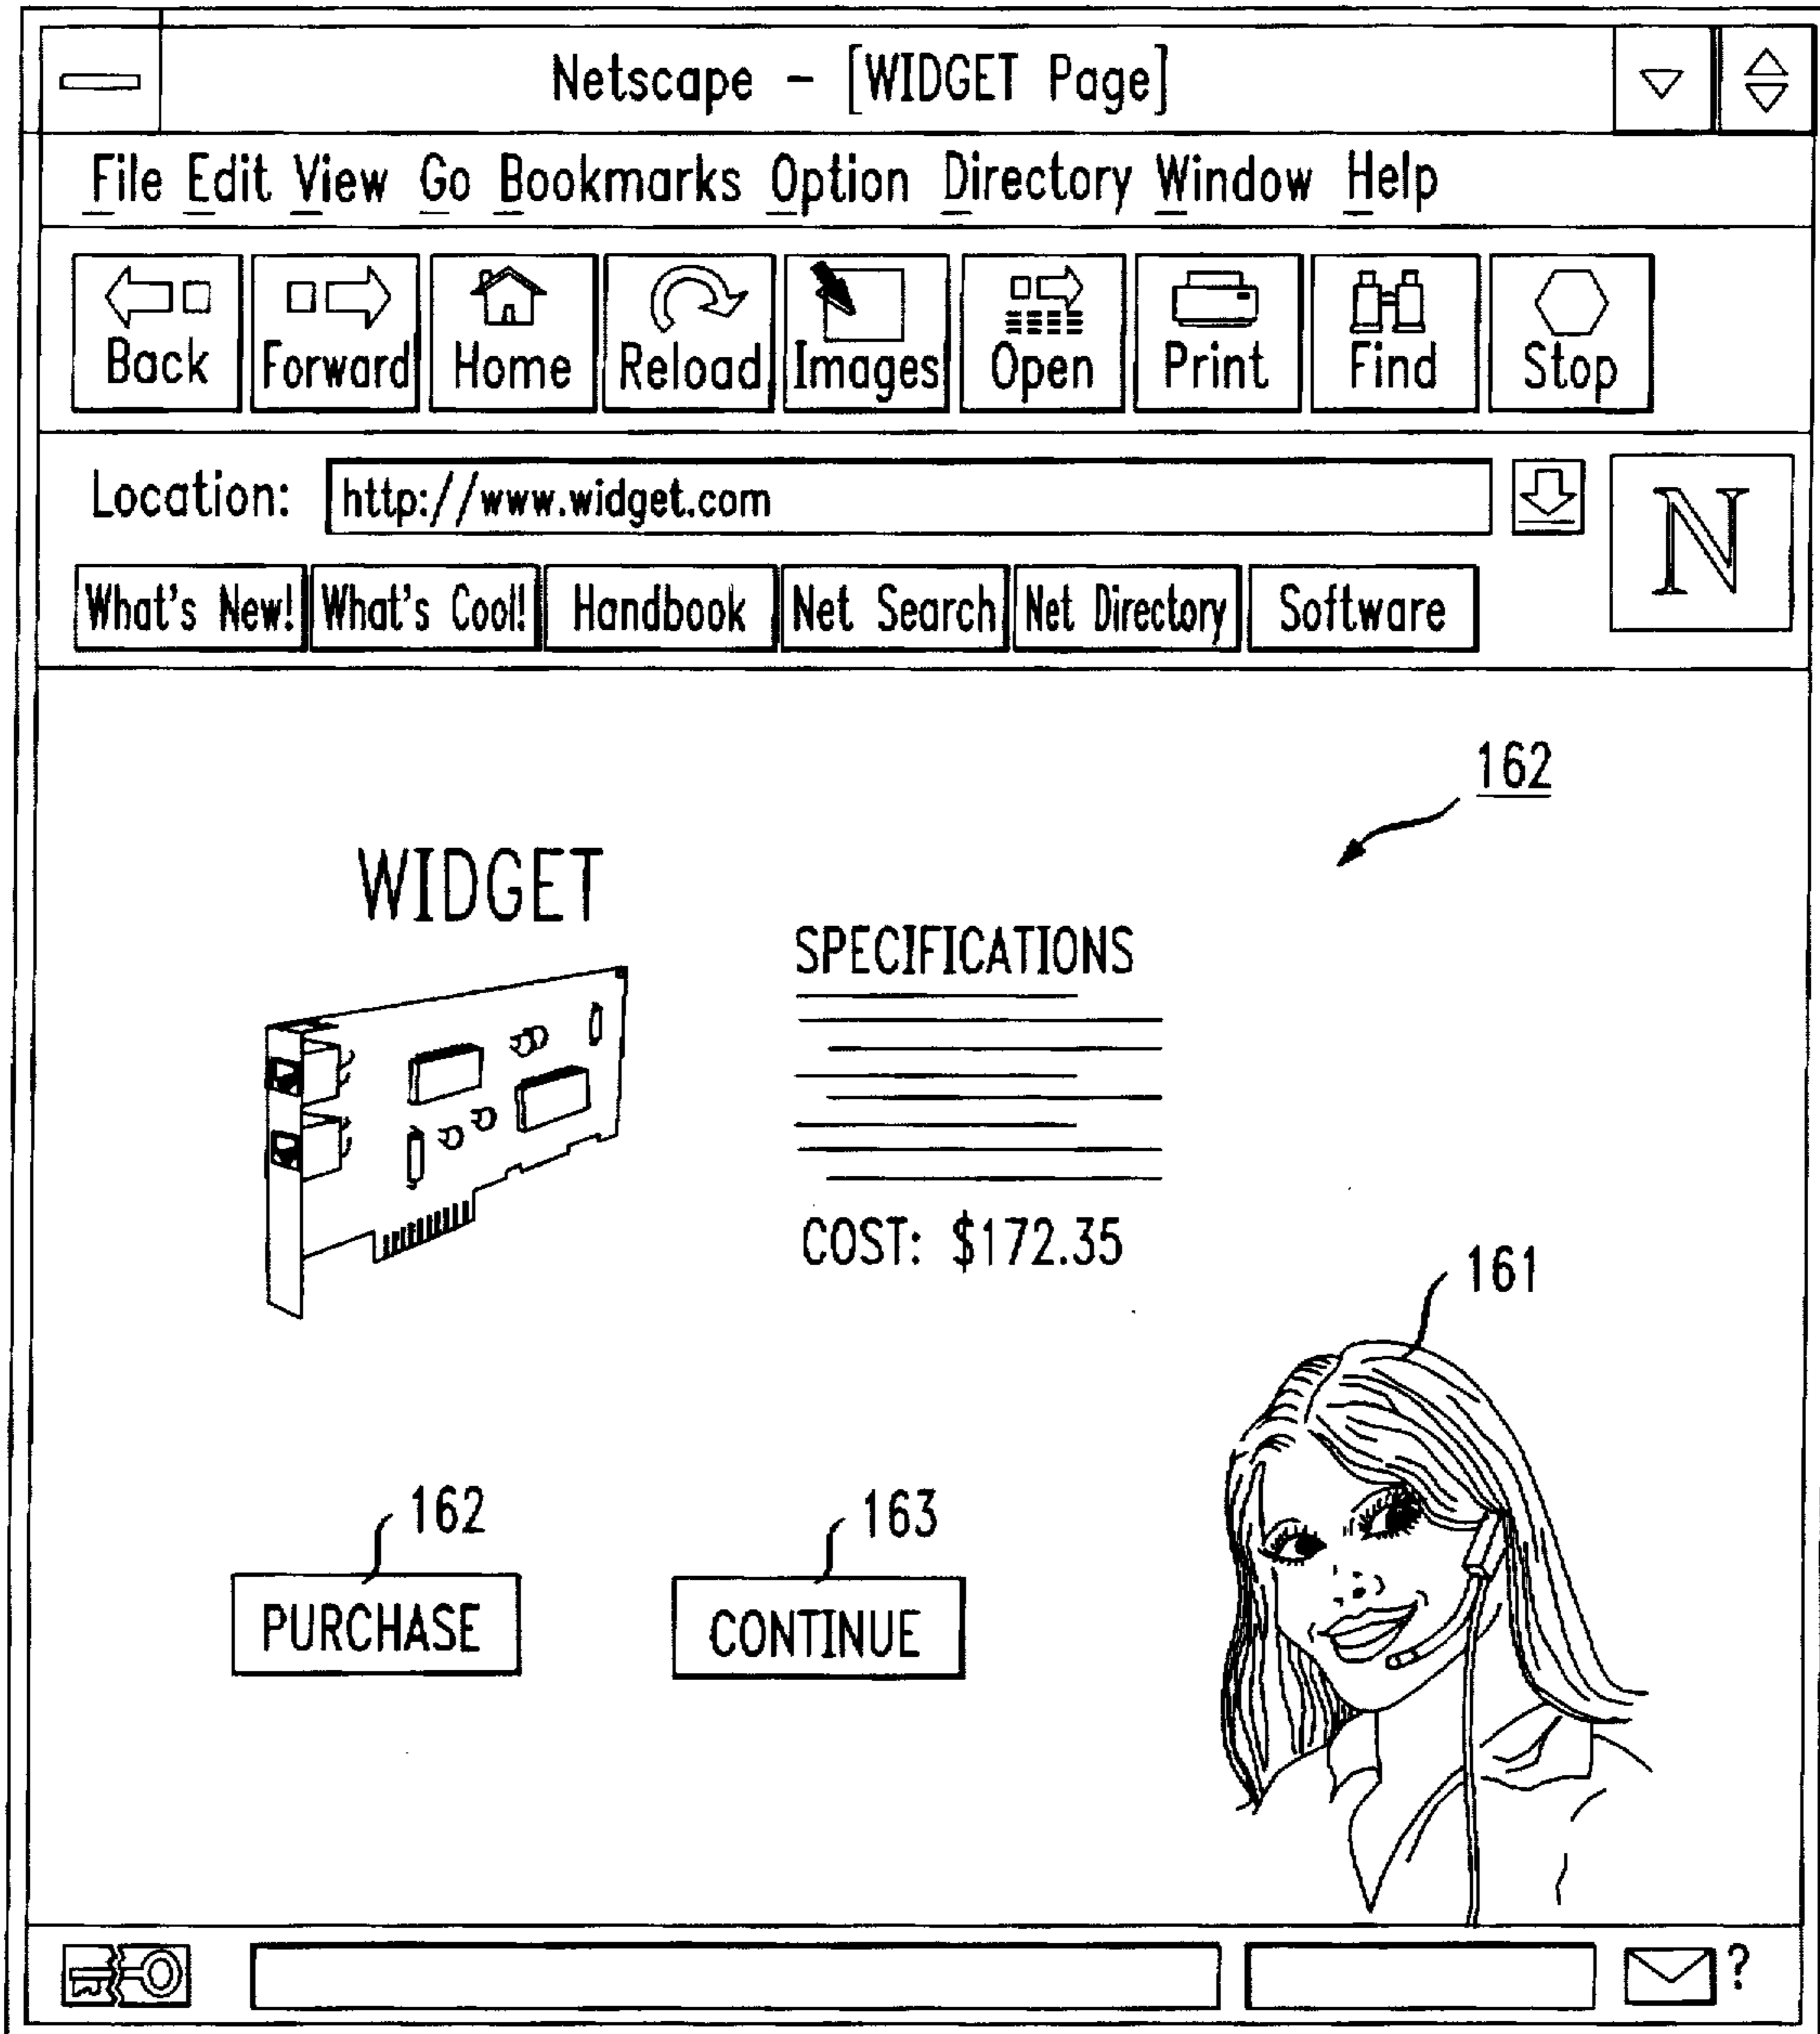 Netscape - [WIDGET Page]
File Edit View Go Bookmarks Option Directory Window Help
Back Forward Home Reload Images Open Print Find Stop
Location: http://www.widget.com
N
What's New! What's Cool! Handbook Net Search Net Directory Software
162
WIDGET
SPECIFICATIONS
COST: $172.35
161
162
163
PURCHASE
CONTINUE
?